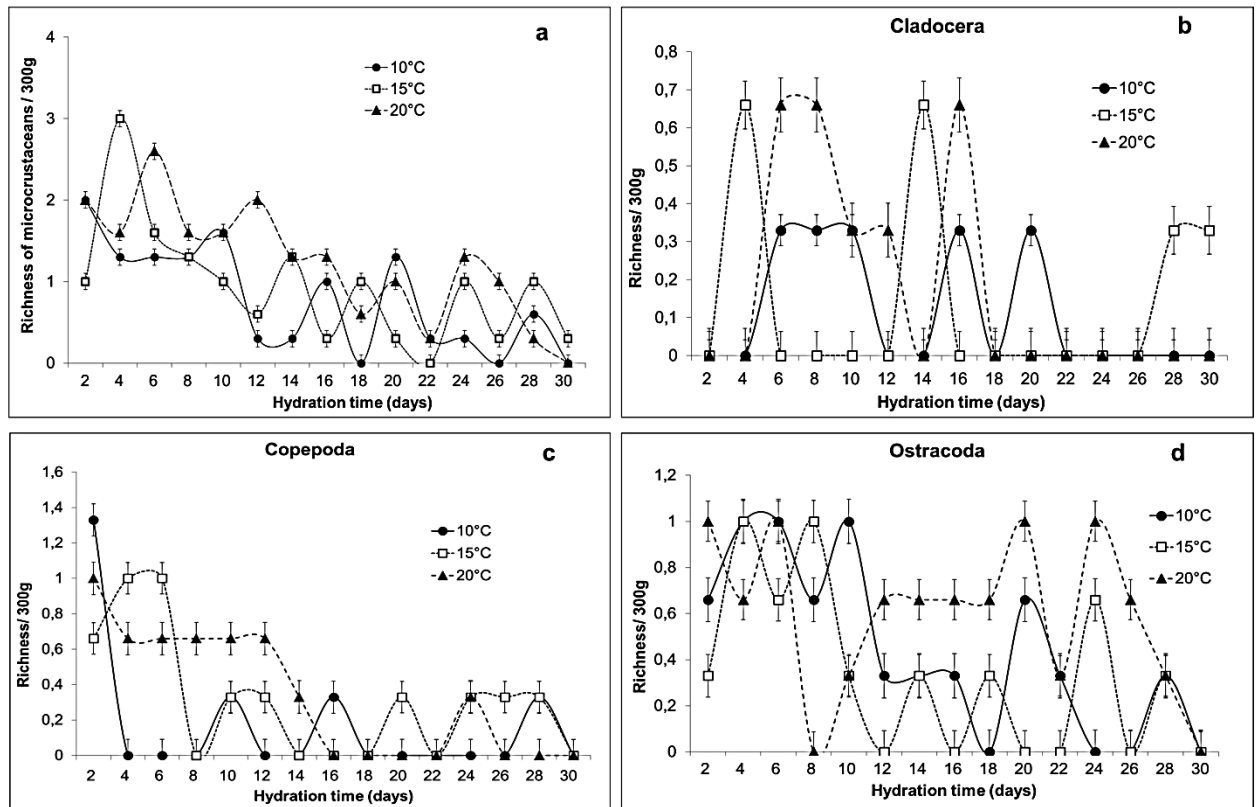 a
Richness of microcrustaceans / 300g
4
3
2
1
0
10°C
15°C
20°C
2 4 6 8 10 12 14 16 18 20 22 24 26 28 30
Hydration time (days)
Cladocera
b
Richness/ 300g
0,8
0,7
0,6
0,5
0,4
0,3
0,2
0,1
0
10°C
15°C
20°C
2 4 6 8 10 12 14 16 18 20 22 24 26 28 30
Hydration time (days)
Copepoda
c
Richness/ 300g
1,6
1,4
1,2
1
0,8
0,6
0,4
0,2
0
10°C
15°C
20°C
2 4 6 8 10 12 14 16 18 20 22 24 26 28 30
Hydration time (days)
Ostracoda
d
Richness/ 300g
1,2
1
0,8
0,6
0,4
0,2
0
10°C
15°C
20°C
2 4 6 8 10 12 14 16 18 20 22 24 26 28 30
Hydration time (days)